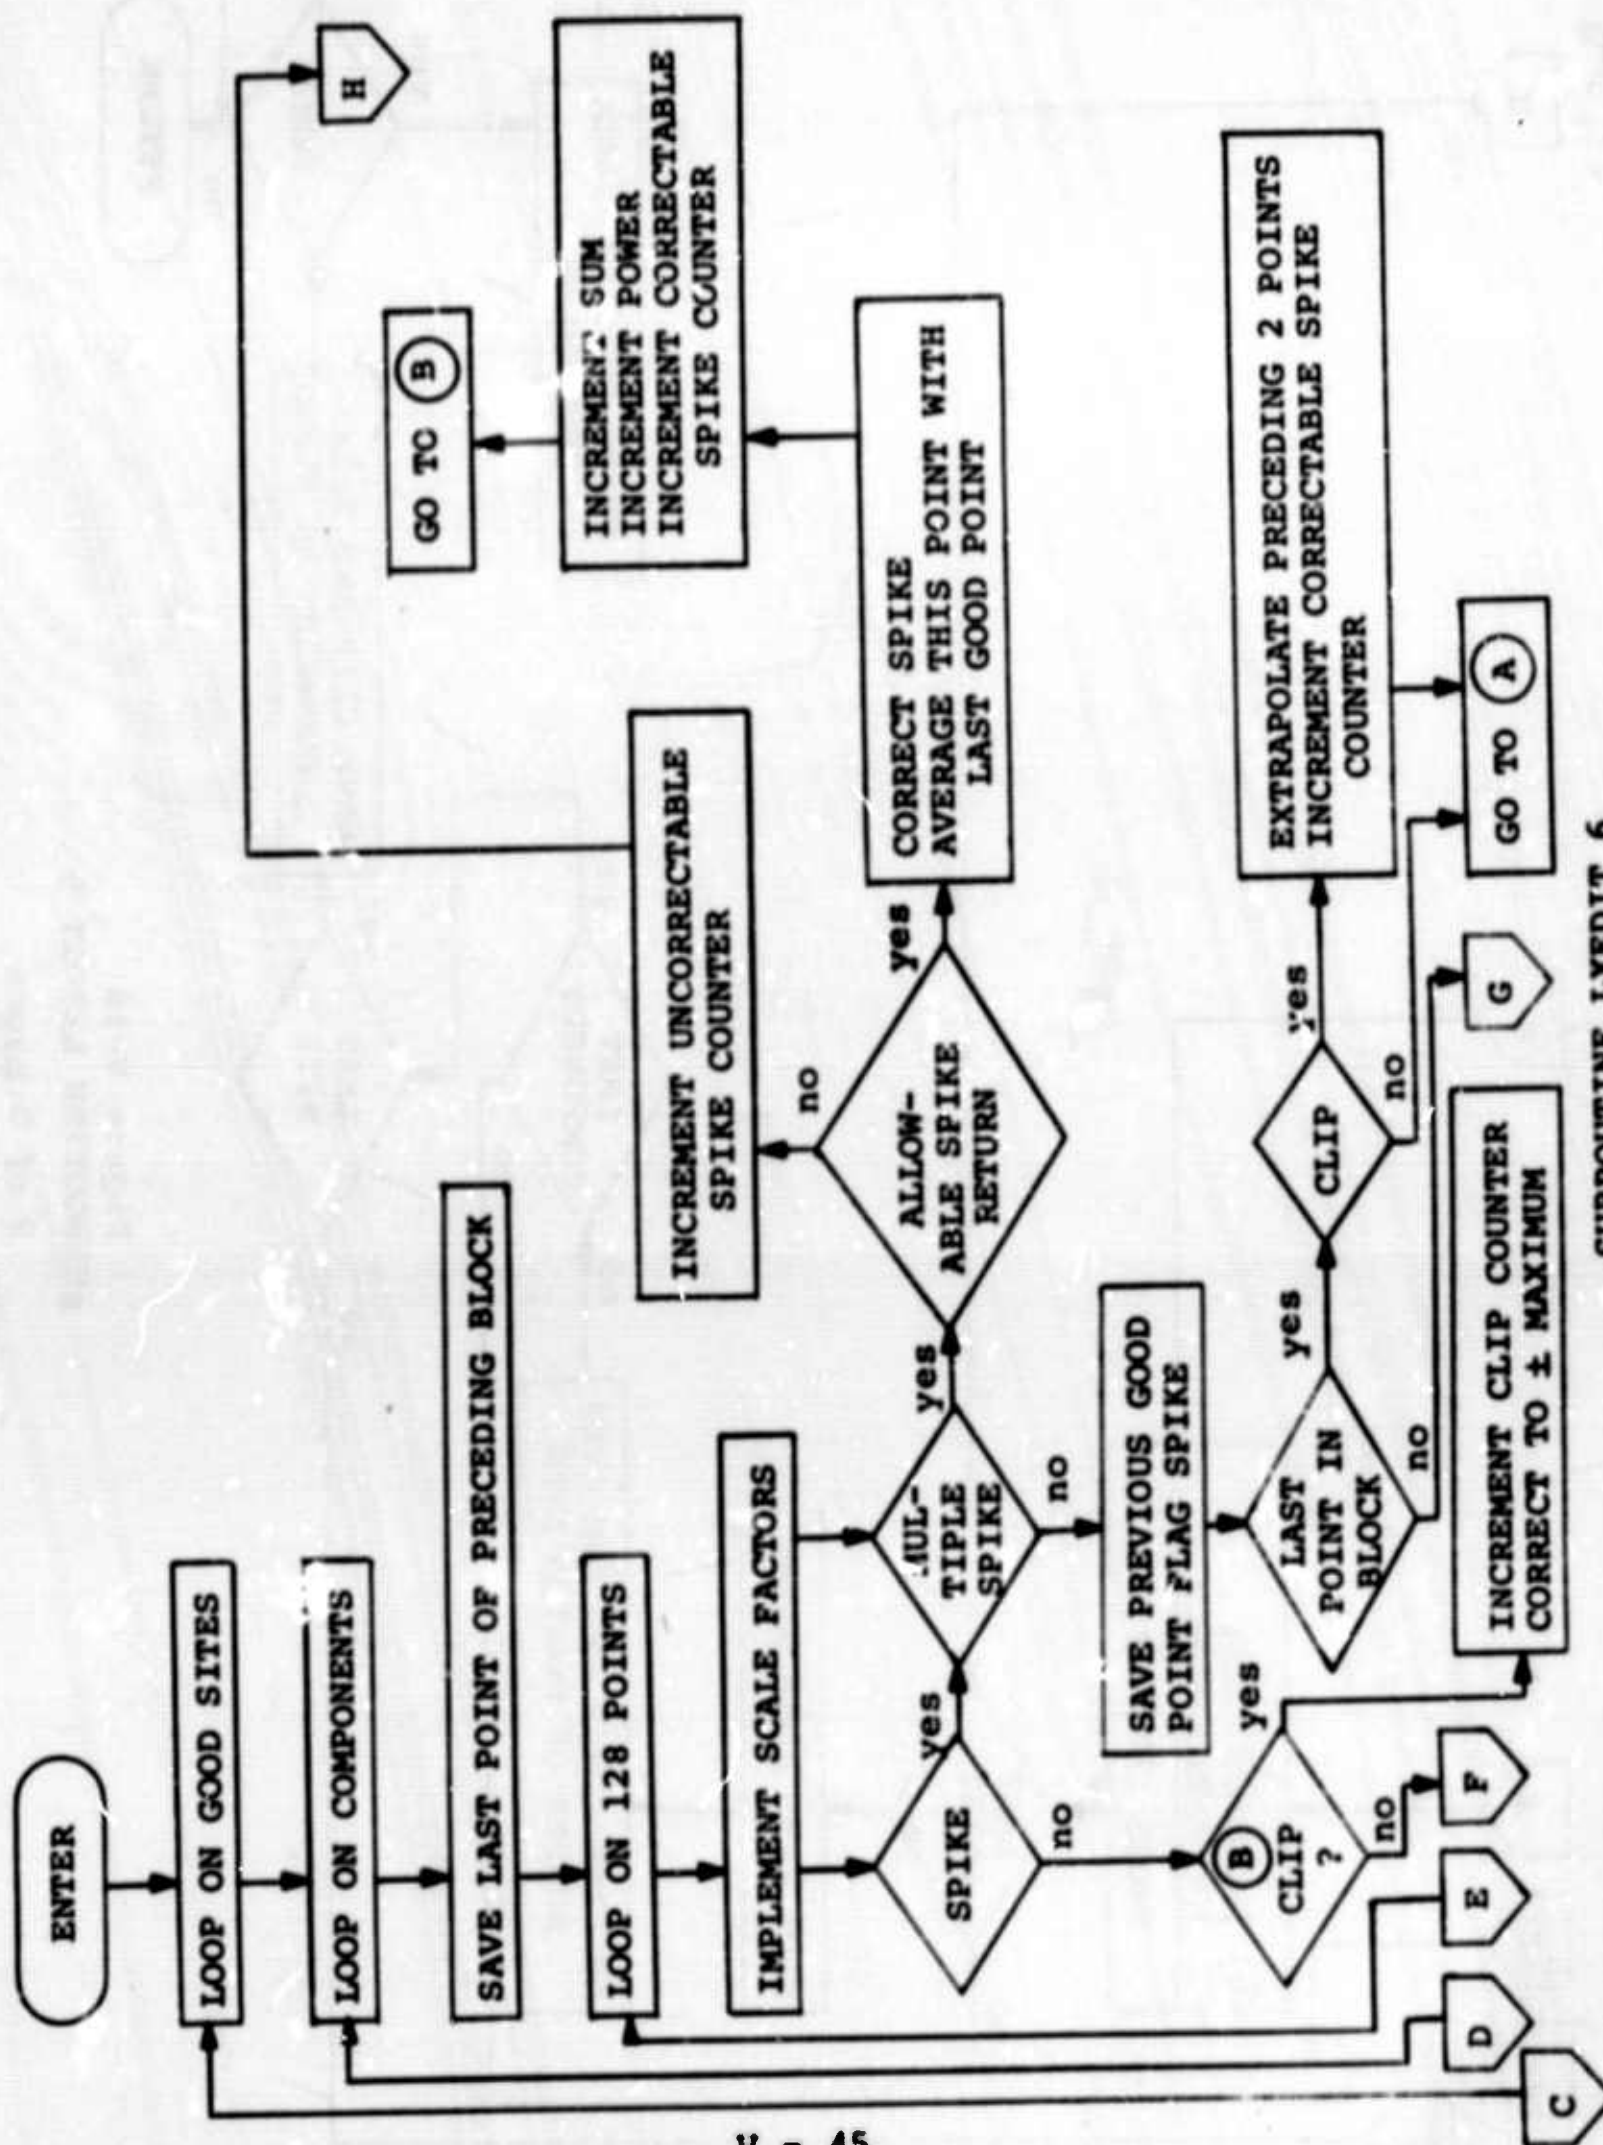 ENTER
LOOP ON GOOD SITES
LOOP ON COMPONENTS
SAVE LAST POINT OF PRECEDING BLOCK
LOOP ON 128 POINTS
IMPLEMENT SCALE FACTORS
SPIKE
yes
no
MUL-
TIPLE
SPIKE
yes
no
ALLOW-
ABLE SPIKE
RETURN
no
yes
INCREMENT UNCORRECTABLE
SPIKE COUNTER
H
CORRECT SPIKE
AVERAGE THIS POINT WITH
LAST GOOD POINT
INCREMENT SUM
INCREMENT POWER
INCREMENT CORRECTABLE
SPIKE COUNTER
GO TO B
SAVE PREVIOUS GOOD
POINT FLAG SPIKE
LAST
POINT IN
BLOCK
yes
no
CLIP
yes
no
EXTRAPOLATE PRECEDING 2 POINTS
INCREMENT CORRECTABLE SPIKE
COUNTER
GO TO A
G
B
CLIP
?
yes
no
INCREMENT CLIP COUNTER
CORRECT TO ± MAXIMUM
F
E
D
C
V - 45